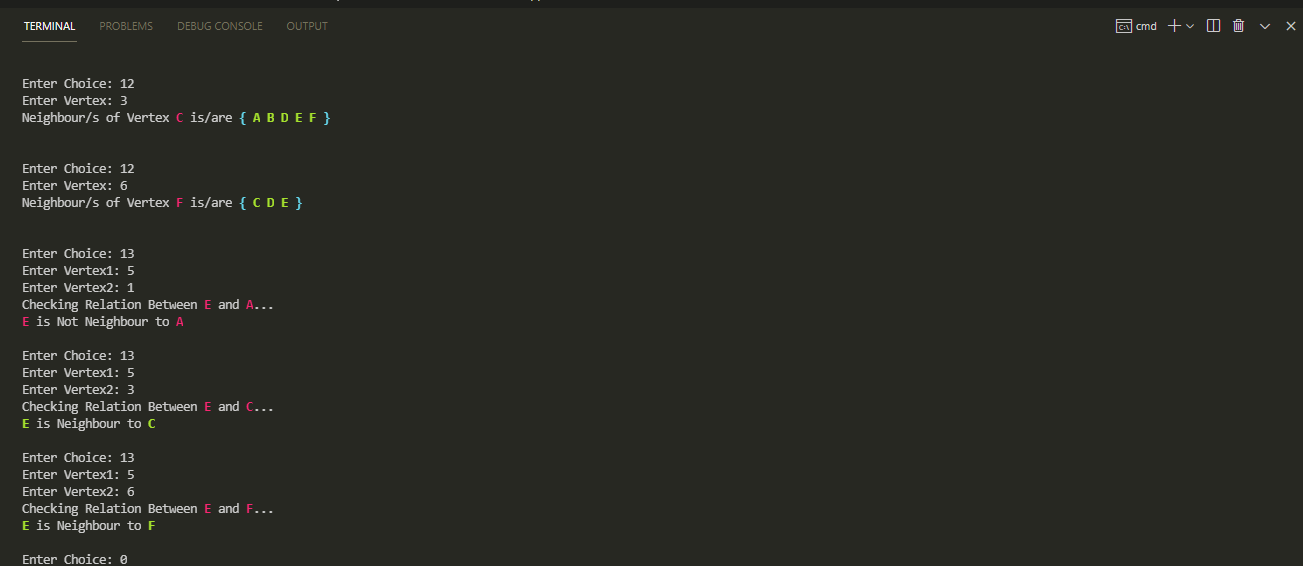 TERMINAL PROBLEMS DEBUG CONSOLE OUTPUT cmd
Enter Choice: 12
Enter Vertex: 3
Neighbour/s of Vertex C is/are { A B D E F }
Enter Choice: 12
Enter Vertex: 6
Neighbour/s of Vertex F is/are { C D E }
Enter Choice: 13
Enter Vertex1: 5
Enter Vertex2: 1
Checking Relation Between E and A...
E is Not Neighbour to A
Enter Choice: 13
Enter Vertex1: 5
Enter Vertex2: 3
Checking Relation Between E and C...
E is Neighbour to C
Enter Choice: 13
Enter Vertex1: 5
Enter Vertex2: 6
Checking Relation Between E and F...
E is Neighbour to F
Enter Choice: 0